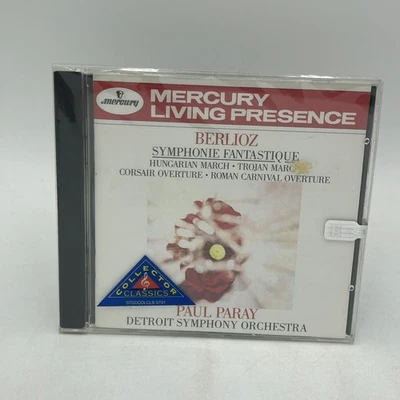 mercury
MERCURY
LIVING PRESENCE
BERLIOZ
SYMPHONIE FANTASTIQUE
HUNGARIAN MARCH • TROJAN MARC
CORSAIR OVERTURE • ROMAN CARNIVAL OVERTURE
COLLECTOR
CLASSICS
PAUL PARAY
DETROIT SYMPHONY ORCHESTRA